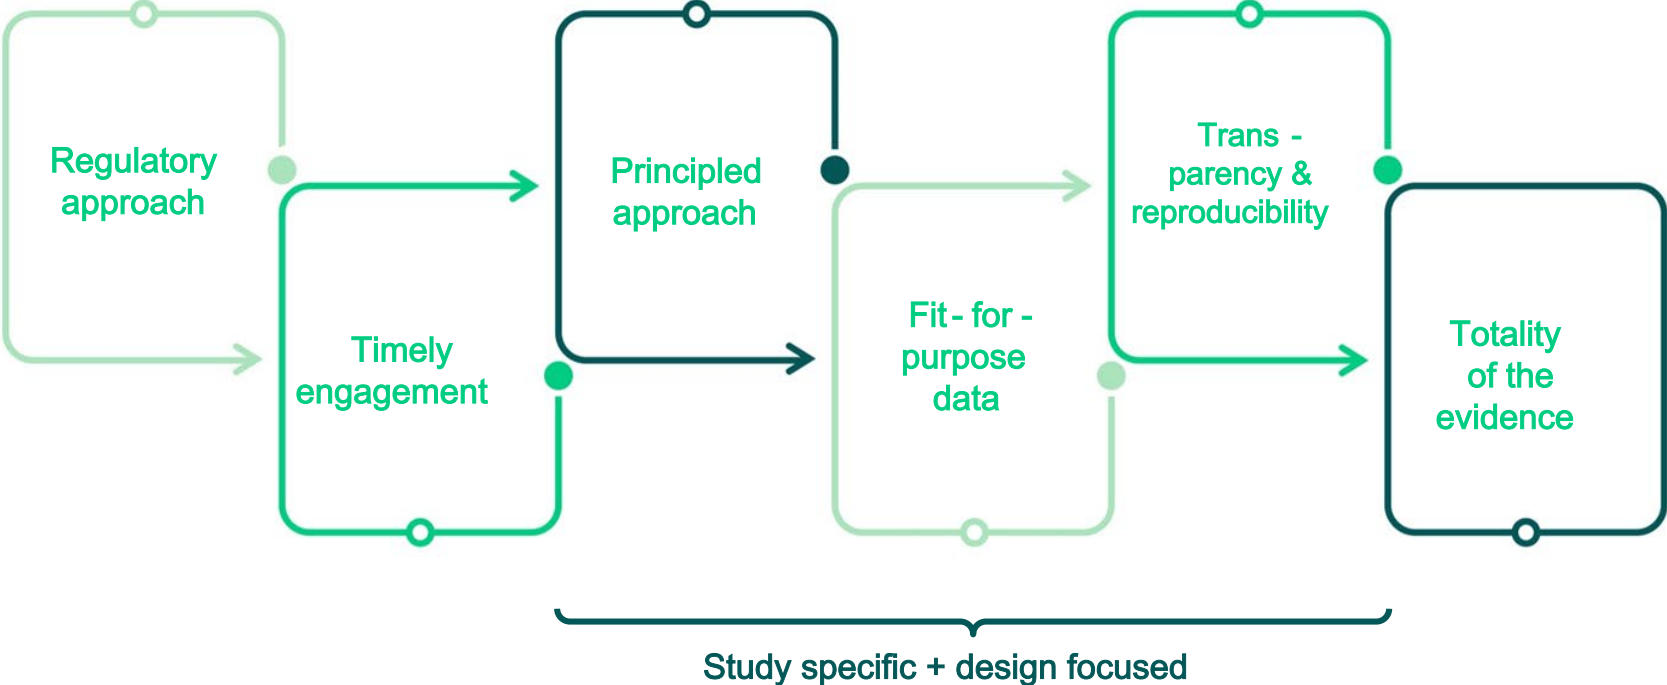 Regulatory
approach
Timely
engagement
Principled
approach
Fit - for -
purpose
data
Trans -
parency &
reproducibility
Totality
of the
evidence
Study specific + design focused